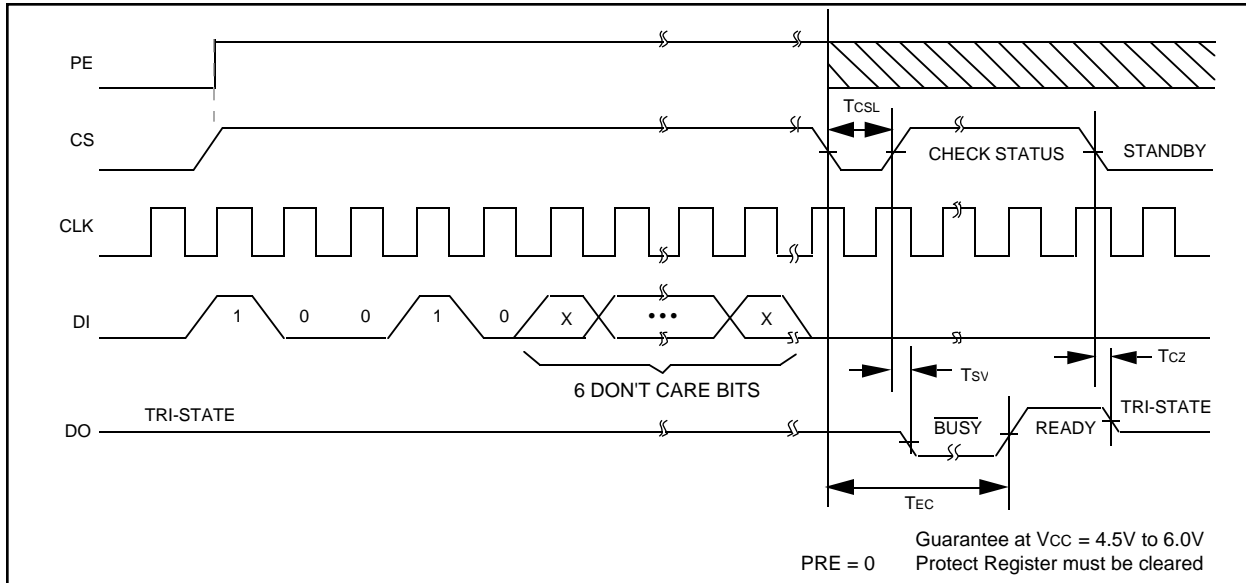 PE
TCSL
CS
CHECK STATUS
STANDBY
CLK
DI
1 0 0 1 0 X ••• X
TSV
TCZ
6 DON'T CARE BITS
TRI-STATE
DO
BUSY
READY
TRI-STATE
TEC
Guarantee at VCC = 4.5V to 6.0V
PRE = 0 Protect Register must be cleared